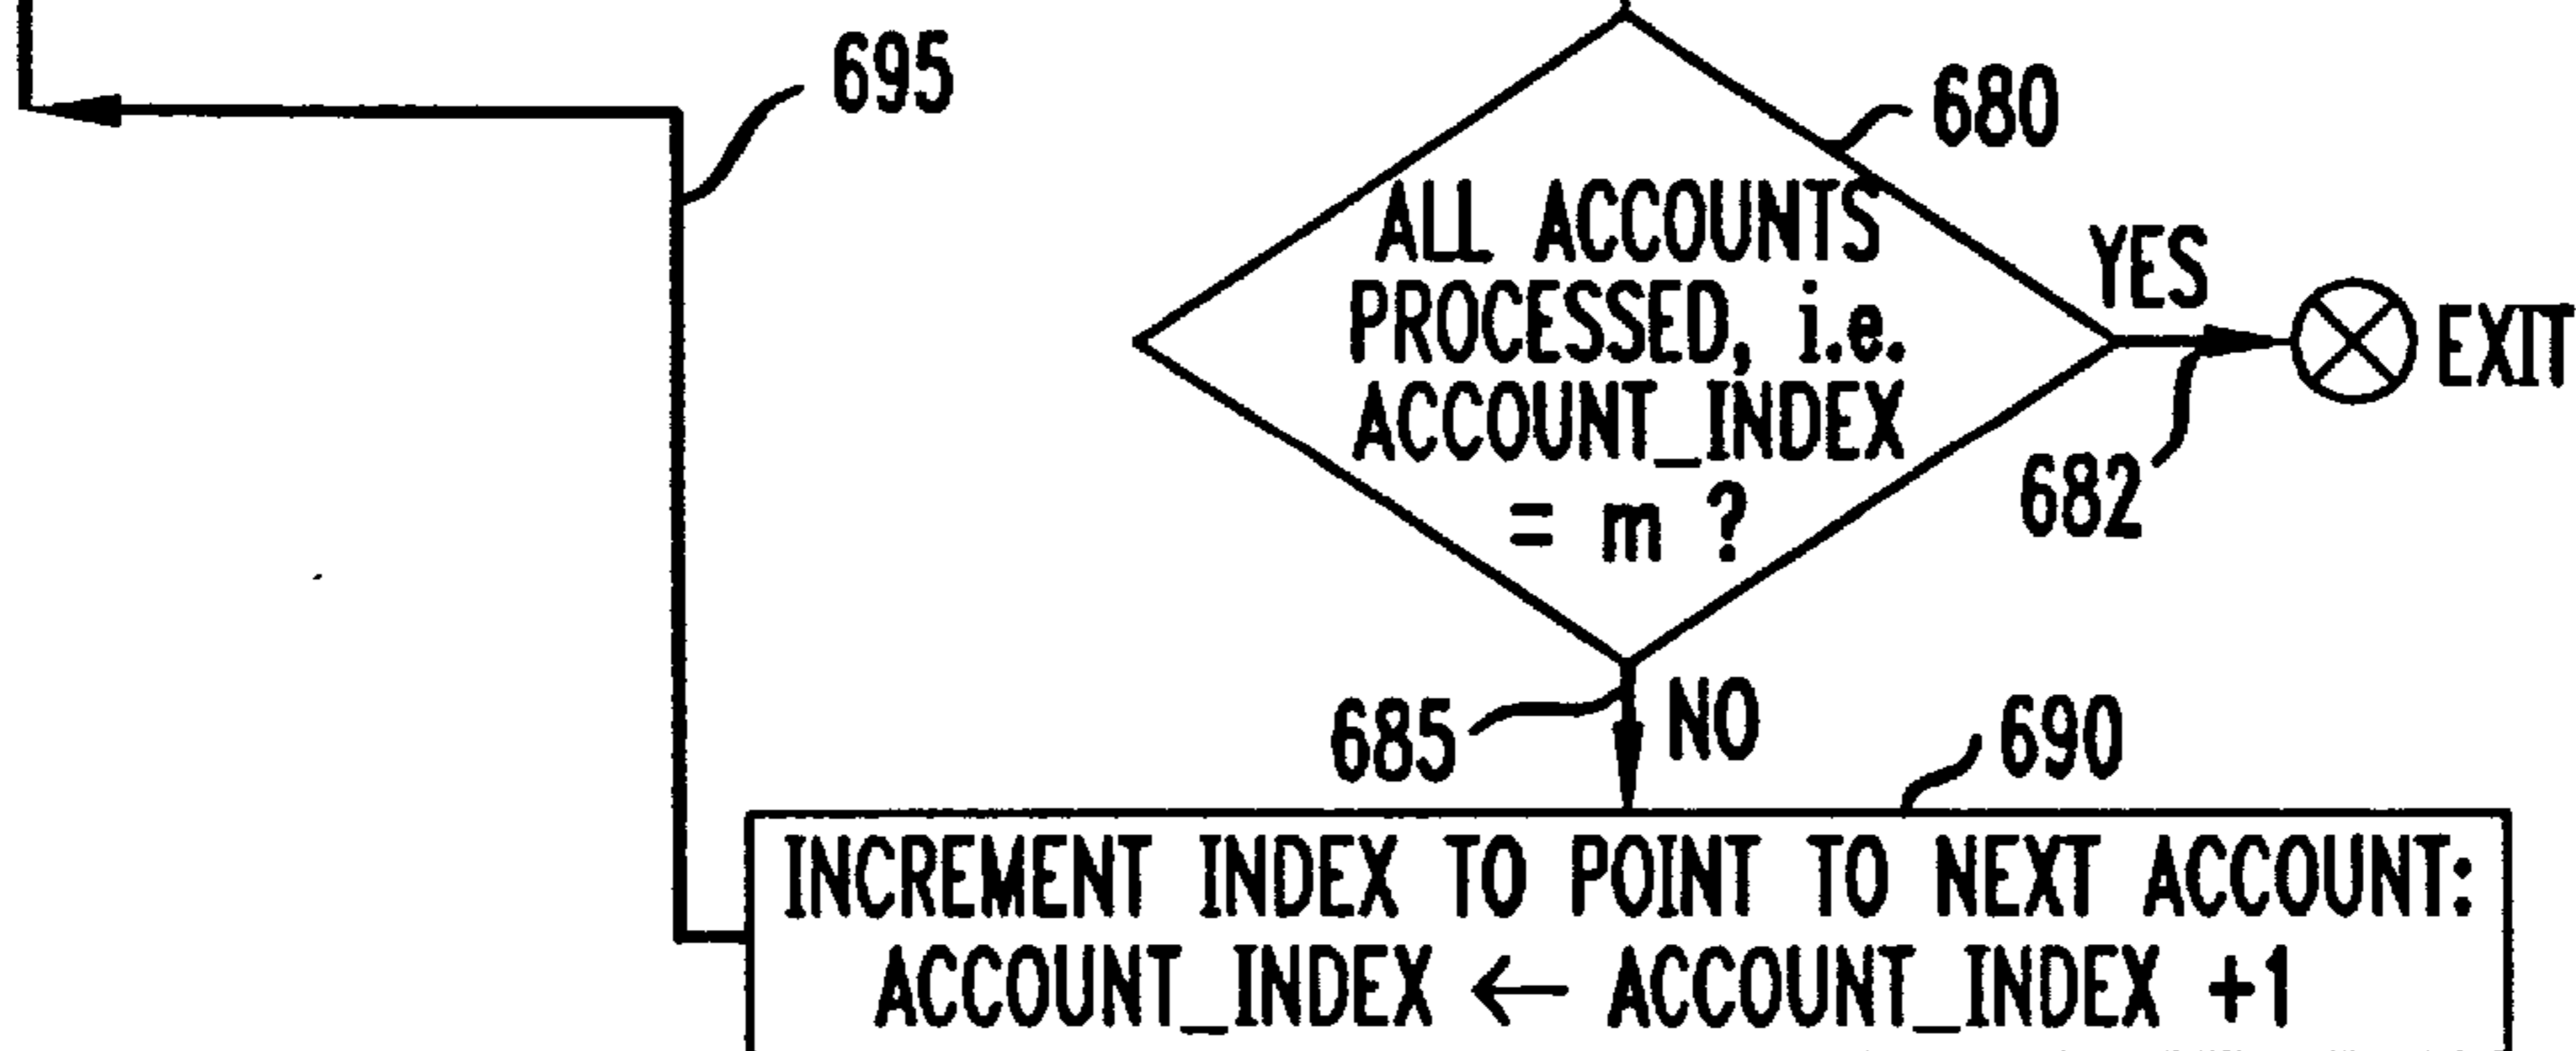 695
680
ALL ACCOUNTS
PROCESSED, i.e.
ACCOUNT_INDEX
= m ?
YES
EXIT
682
685
NO
690
INCREMENT INDEX TO POINT TO NEXT ACCOUNT:
ACCOUNT_INDEX ← ACCOUNT_INDEX +1